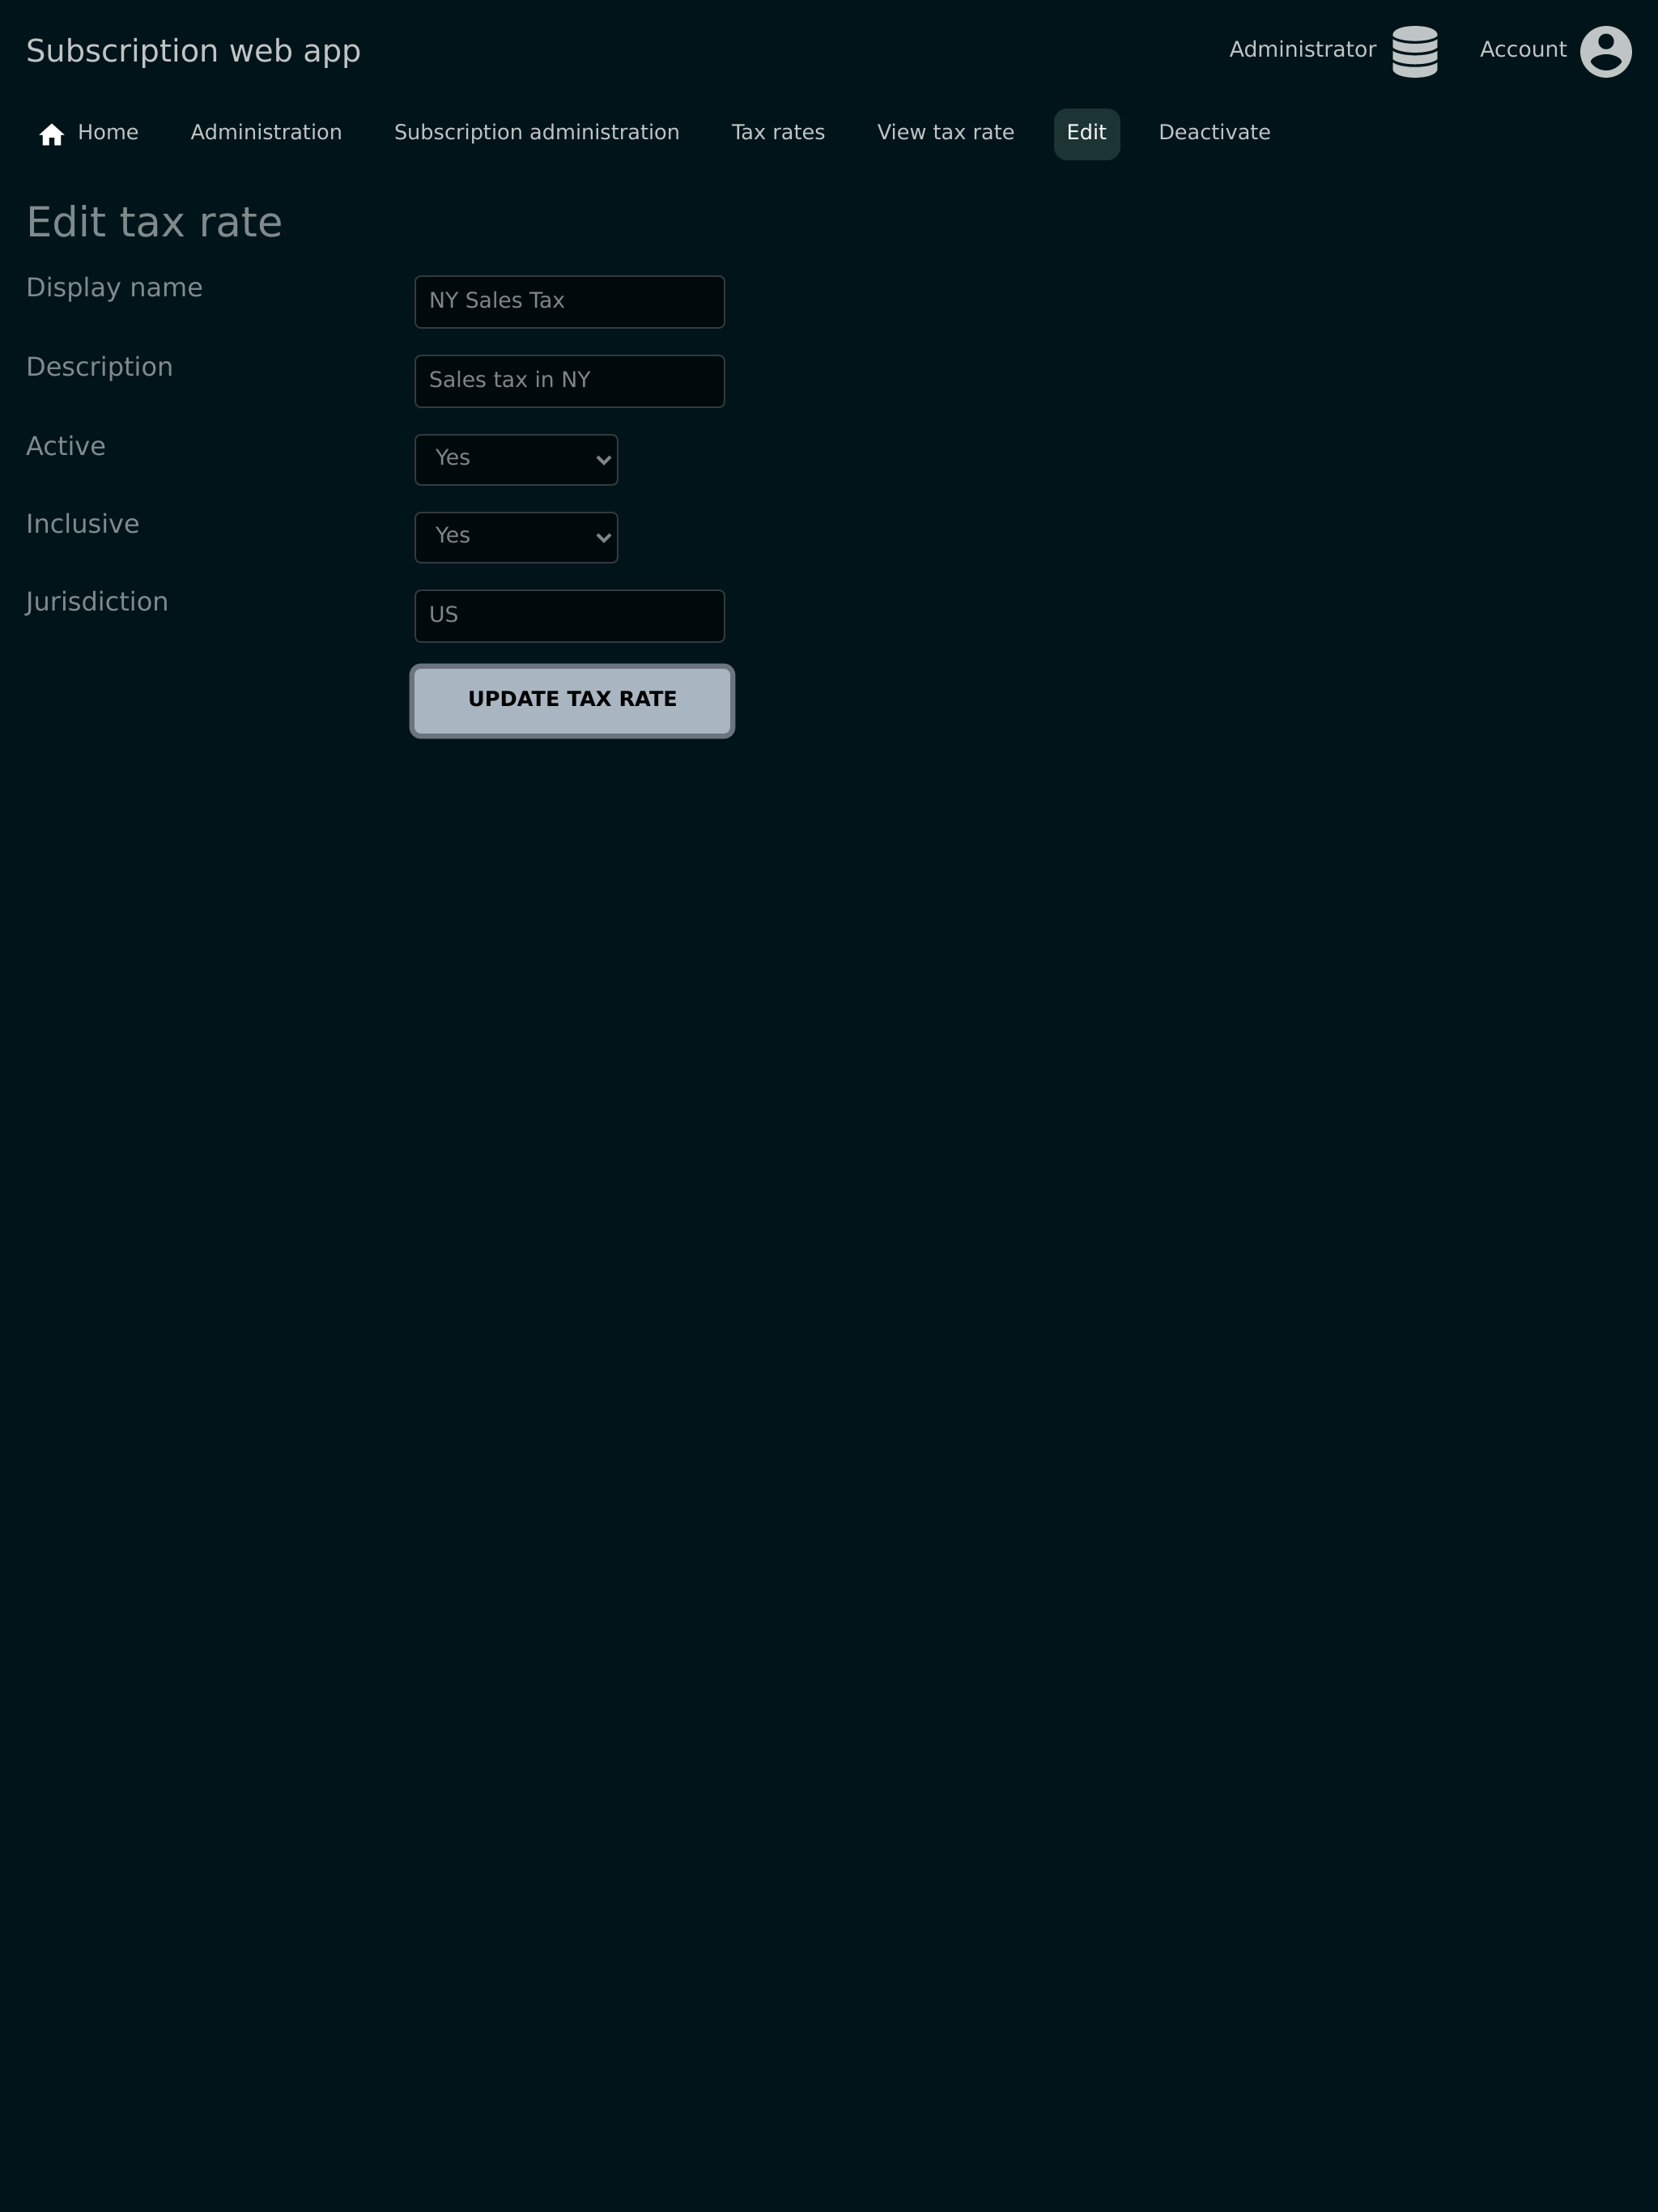 Subscription web app
Administrator Account
Home Administration Subscription administration Tax rates View tax rate Edit Deactivate
Edit tax rate
Display name NY Sales Tax
Description Sales tax in NY
Active Yes
Inclusive Yes
Jurisdiction US
UPDATE TAX RATE